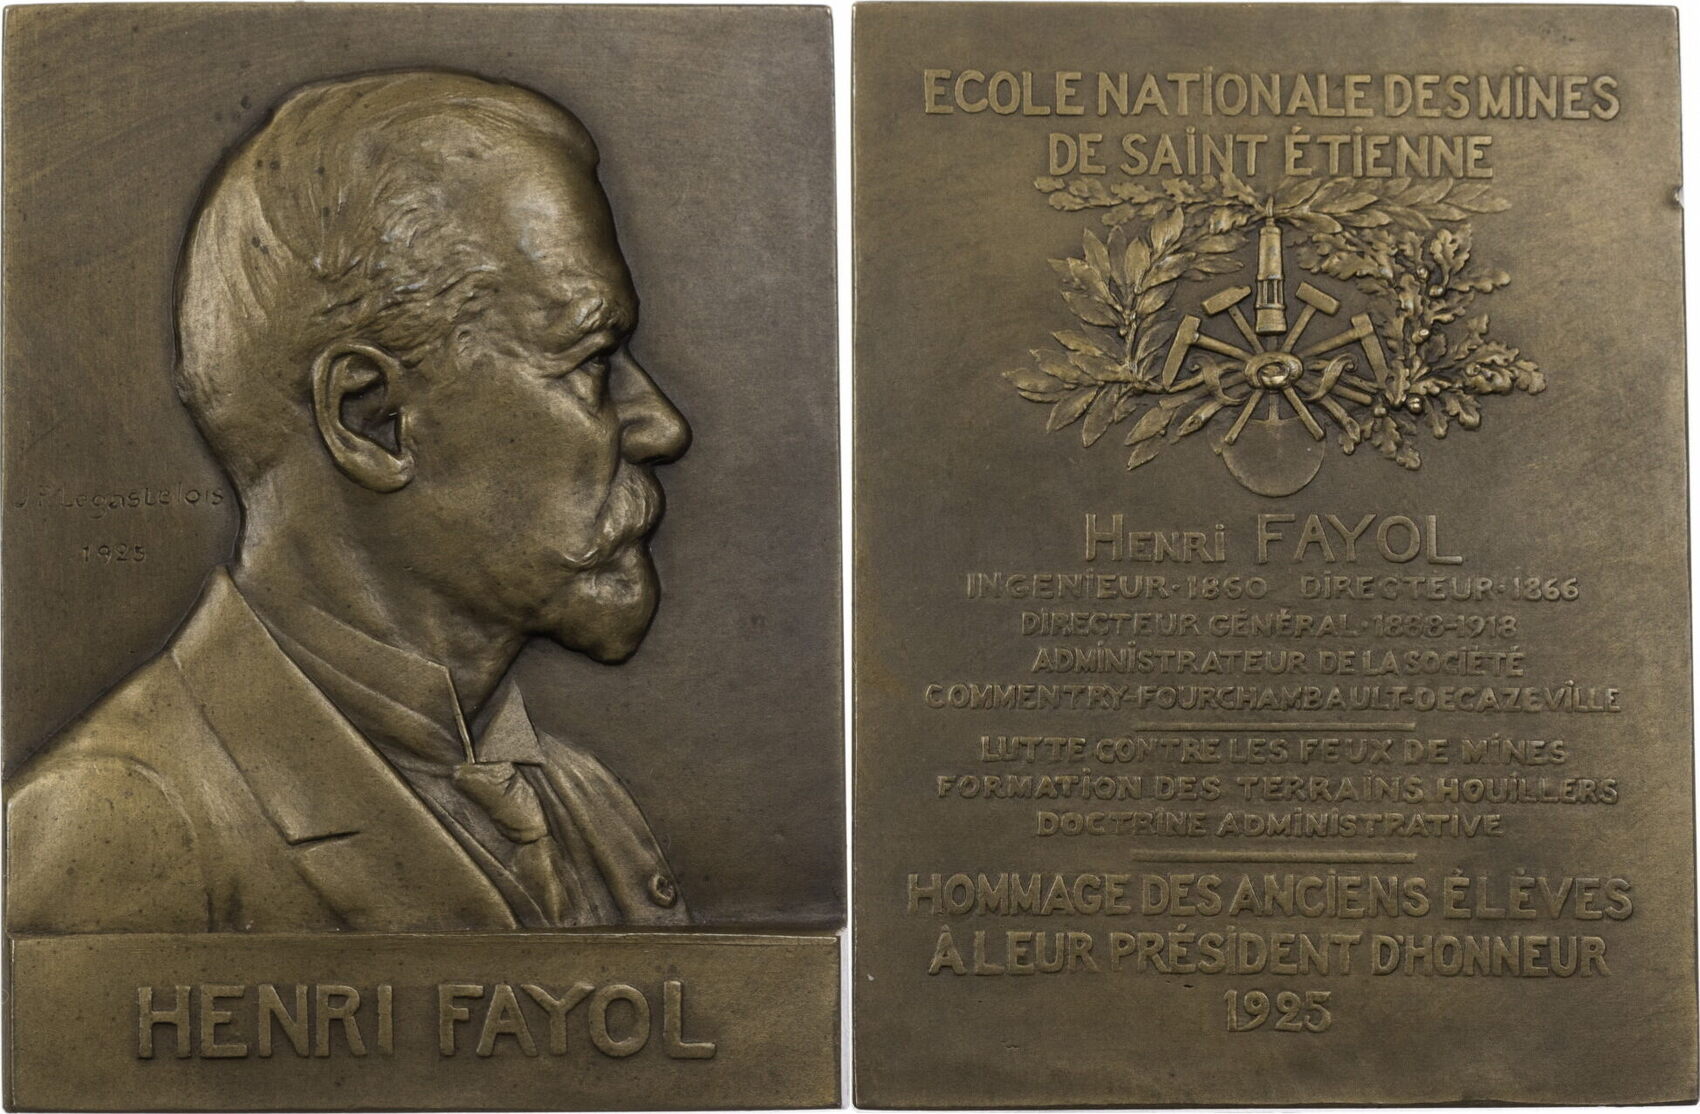 J P Legastelois
1925
HENRI FAYOL
ECOLE NATIONALE DES MINES
DE SAINT ÉTIENNE
HENRI FAYOL
INGENIEUR·1860 DIRECTEUR·1866
DIRECTEUR GÉNÉRAL·1888-1918
ADMINISTRATEUR DE LA SOCIÉTÉ
COMMENTRY-FOURCHAMBAULT-DECAZEVILLE
LUTTE CONTRE LES FEUX DE MINES
FORMATION DES TERRAINS HOUILLERS
DOCTRINE ADMINISTRATIVE
HOMMAGE DES ANCIENS ÉLÈVES
À LEUR PRÉSIDENT D'HONNEUR
1925